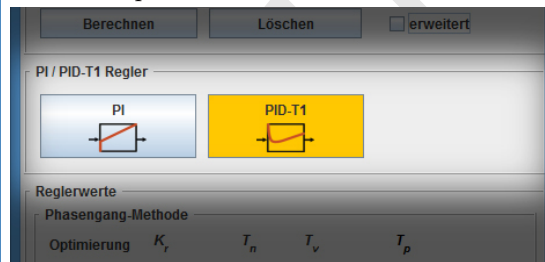 Berechnen Löschen erweitert
PI / PID-T1 Regler
PI PID-T1
Reglerwerte
Phasengang-Methode
Optimierung Kr Tn Tv Tp